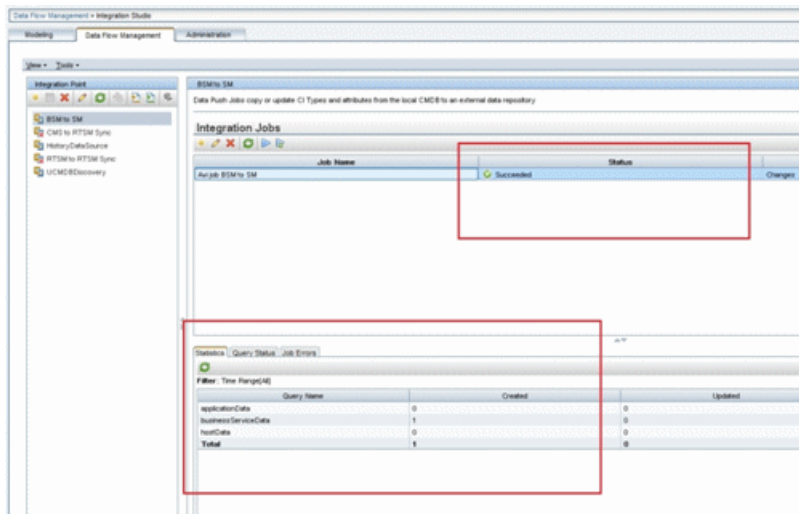 Data Flow Management > Integration Studio
Modeling Data Flow Management Administration
View Tools
Integration Point
BSM to SM
CMS to RTSM Sync
HistoryDataSource
RTSM to RTSM Sync
UCMDBDiscovery
BSM to SM
Data Push Jobs copy or update CI Types and attributes from the local CMDB to an external data repository
Integration Jobs
Job Name Status
Avi job BSM to SM Succeeded Changes
Statistics Query Status Job Errors
Filter: Time Range[All]
Query Name Created Updated
applicationData 0 0
businessServiceData 1 0
hostData 0 0
Total 1 0